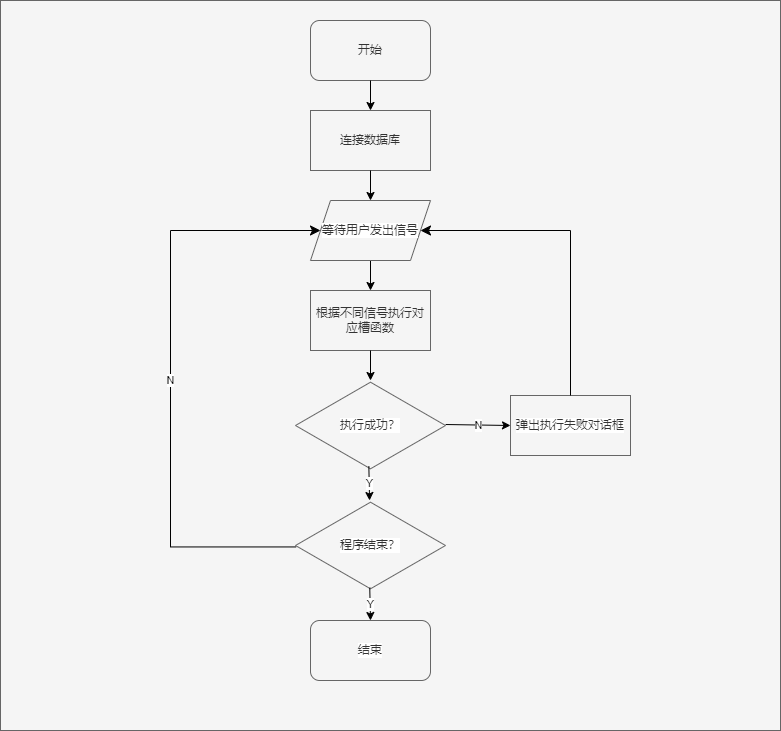 开始
连接数据库
等待用户发出信号
根据不同信号执行对
应槽函数
N
执行成功?
N
弹出执行失败对话框
Y
程序结束?
Y
结束